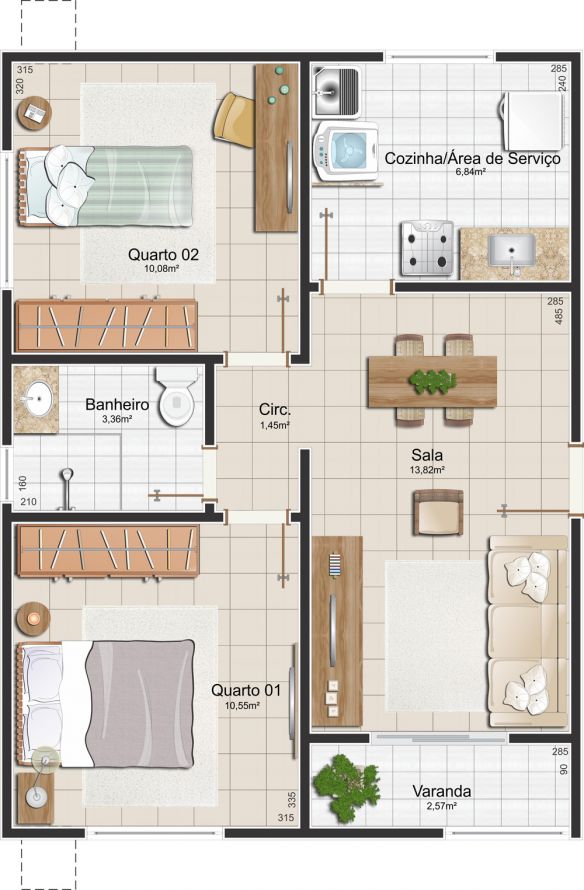 315
320
Quarto 02
10,08m²
285
240
Cozinha/Área de Serviço
6,84m²
Banheiro
3,36m²
160
210
Circ.
1,45m²
285
485
Sala
13,82m²
Quarto 01
10,55m²
335
315
285
90
Varanda
2,57m²